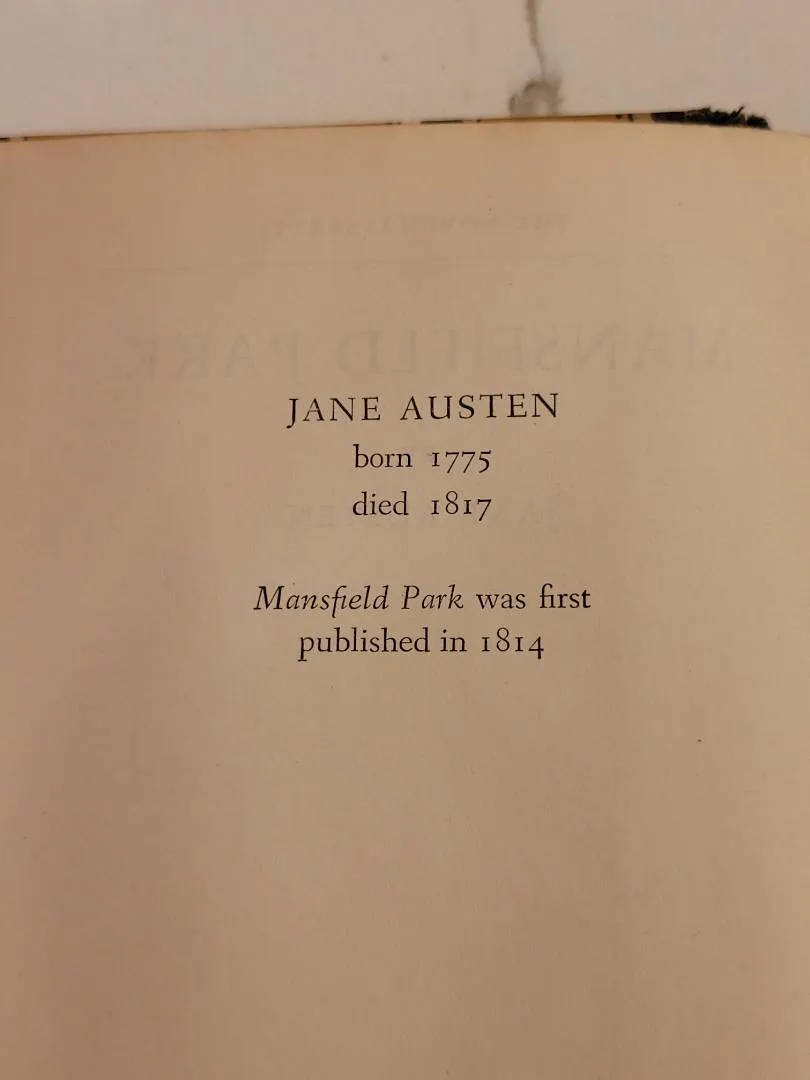 JANE AUSTEN
born 1775
died 1817
Mansfield Park was first
published in 1814